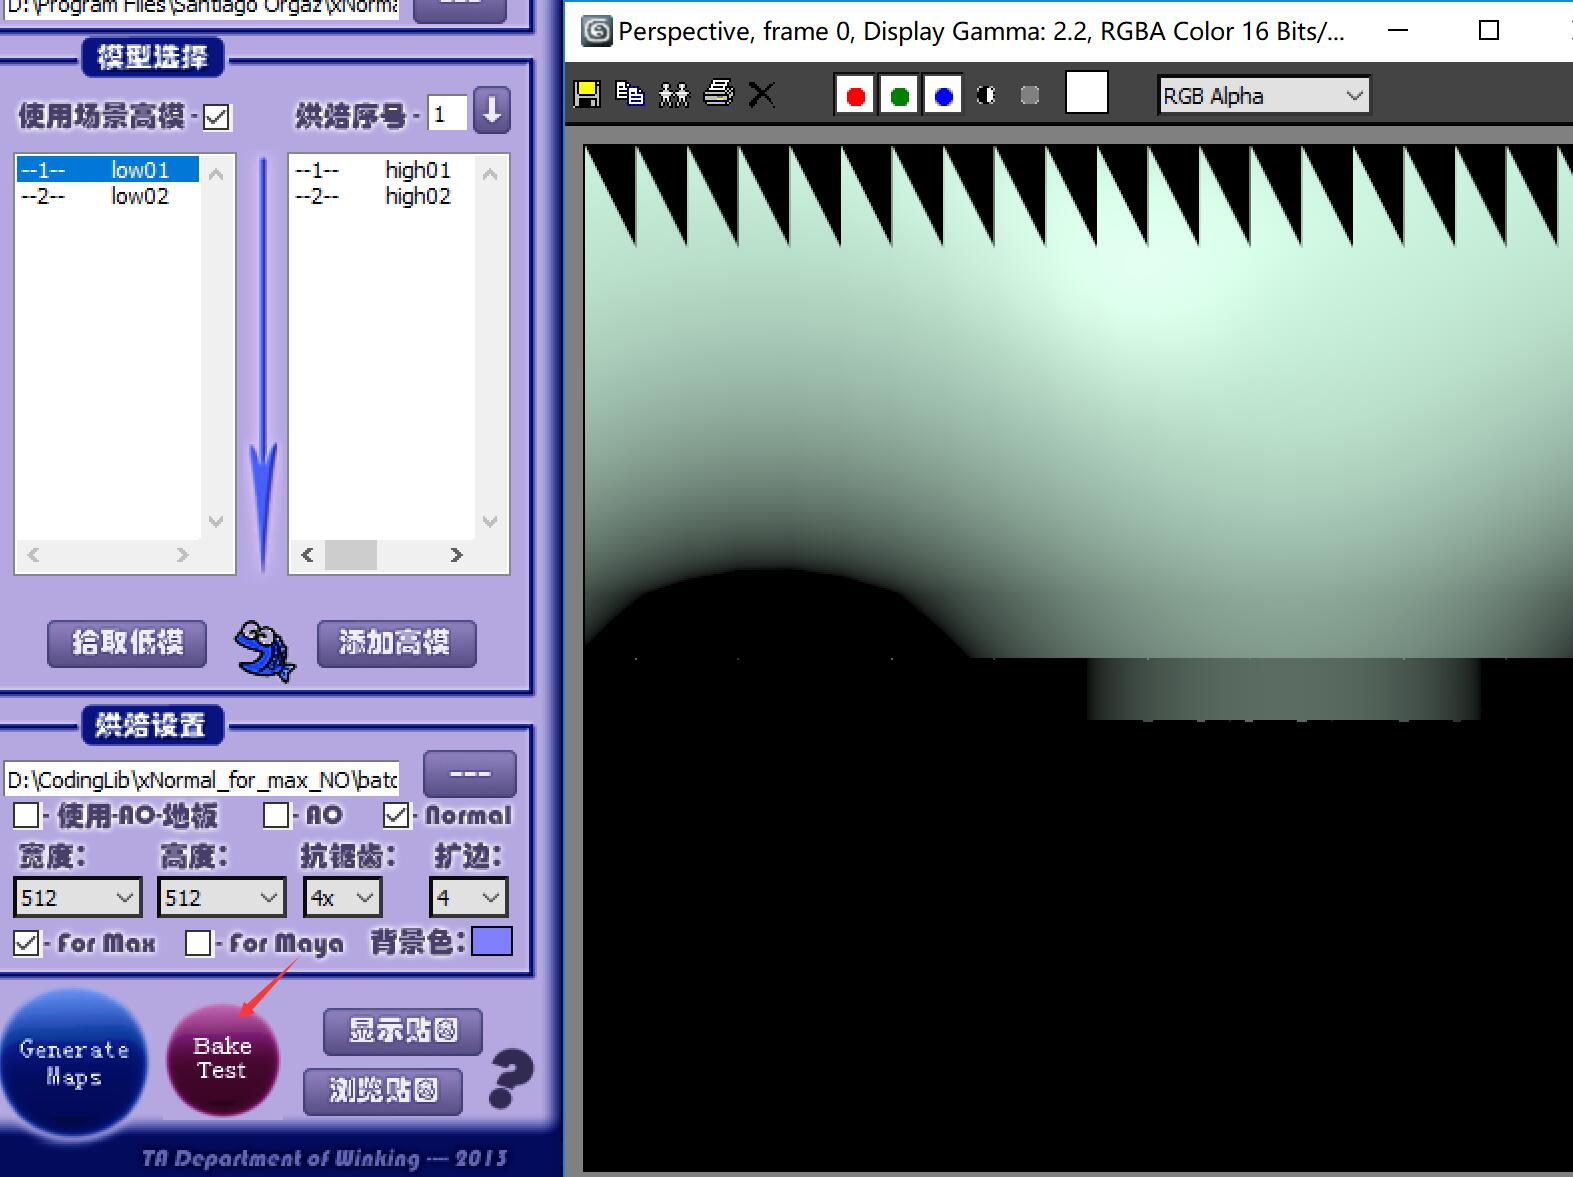 D:\Program Files\Santiago Orgaz\xNorma
---
模型选择
使用场景高模-
烘焙序号- 1
--1-- low01
--2-- low02
--1-- high01
--2-- high02
拾取低模
添加高模
烘焙设置
D:\CodingLib\xNormal_for_max_NO\batc
---
- 使用-AO-地板
- AO
- Normal
宽度：
高度：
抗锯齿：
扩边：
512
512
4x
4
- For Max
- For Maya
背景色：
Generate
Maps
Bake
Test
显示贴图
浏览贴图
?
TA Department of Winking --- 2013
Perspective, frame 0, Display Gamma: 2.2, RGBA Color 16 Bits/...
RGB Alpha